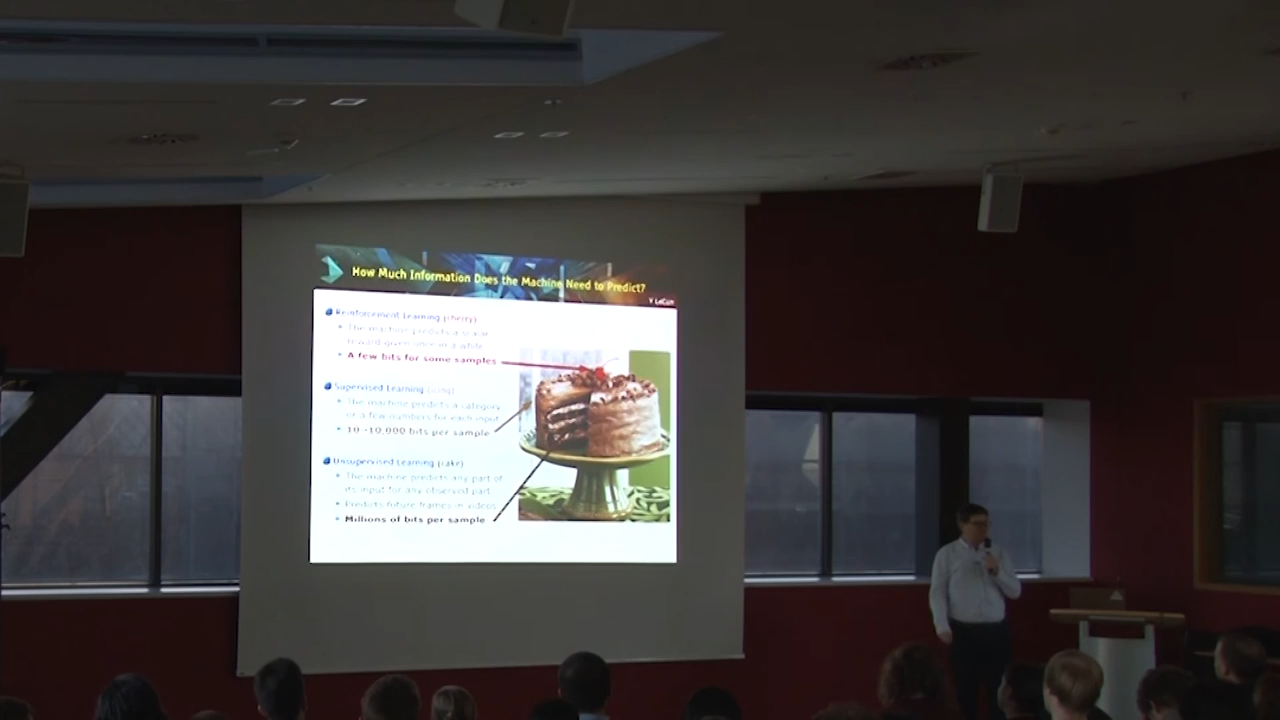 How Much Information Does the Machine Need to Predict?
Y LeCun
Reinforcement Learning (cherry)
The machine predicts a scalar
reward given once in a while.
A few bits for some samples
Supervised Learning (icing)
The machine predicts a category
or a few numbers for each input
10→10,000 bits per sample
Unsupervised Learning (cake)
The machine predicts any part of
its input for any observed part.
Predicts future frames in videos
Millions of bits per sample